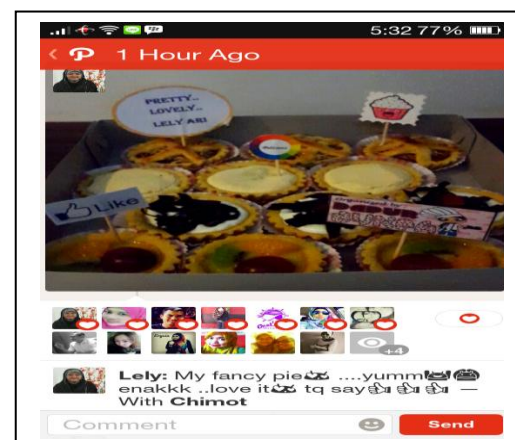 5:32 77%
1 Hour Ago
PRETTY..
LOVELY..
LELY ARI
Like
+4
Lely: My fancy pie ....yumm
enakkk ..love it tq say —
With Chimot
Comment
Send